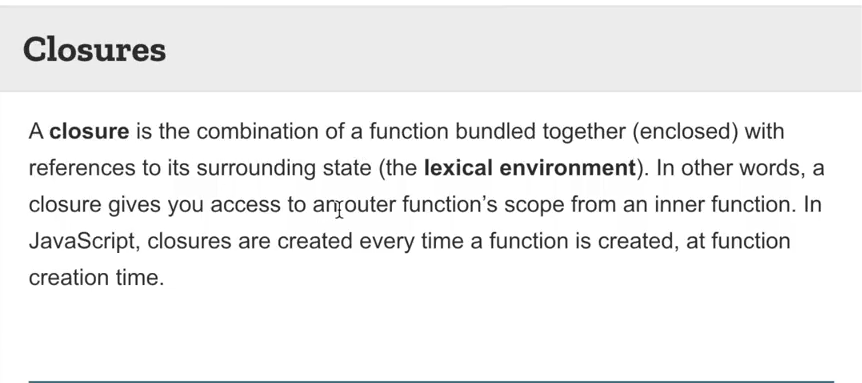 Closures
A closure is the combination of a function bundled together (enclosed) with
references to its surrounding state (the lexical environment). In other words, a
closure gives you access to an outer function’s scope from an inner function. In
JavaScript, closures are created every time a function is created, at function
creation time.